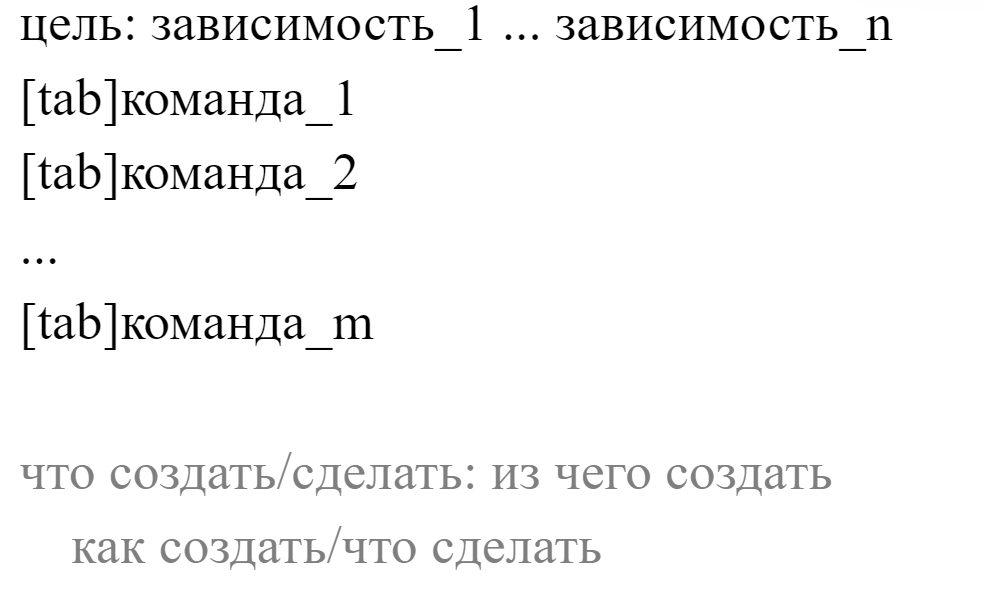 цель: зависимость_1 ... зависимость_n
[tab]команда_1
[tab]команда_2
...
[tab]команда_m
что создать/сделать: из чего создать
как создать/что сделать